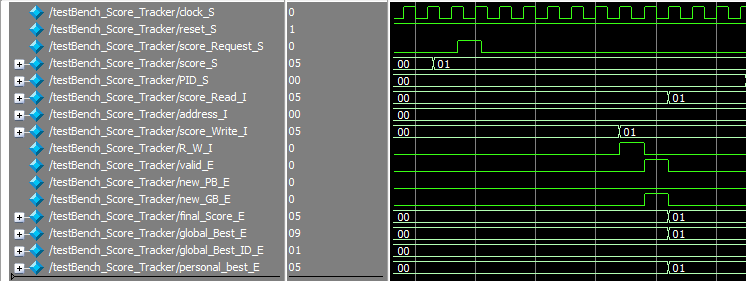 /testBench_Score_Tracker/clock_S 0
/testBench_Score_Tracker/reset_S 1
/testBench_Score_Tracker/score_Request_S 0
/testBench_Score_Tracker/score_S 05 00 01
/testBench_Score_Tracker/PID_S 00 00
/testBench_Score_Tracker/score_Read_I 05 00 01
/testBench_Score_Tracker/address_I 00 00
/testBench_Score_Tracker/score_Write_I 05 00 01
/testBench_Score_Tracker/R_W_I 0
/testBench_Score_Tracker/valid_E 0
/testBench_Score_Tracker/new_PB_E 0
/testBench_Score_Tracker/new_GB_E 0
/testBench_Score_Tracker/final_Score_E 05 00 01
/testBench_Score_Tracker/global_Best_E 09 00 01
/testBench_Score_Tracker/global_Best_ID_E 01 00
/testBench_Score_Tracker/personal_best_E 05 00 01